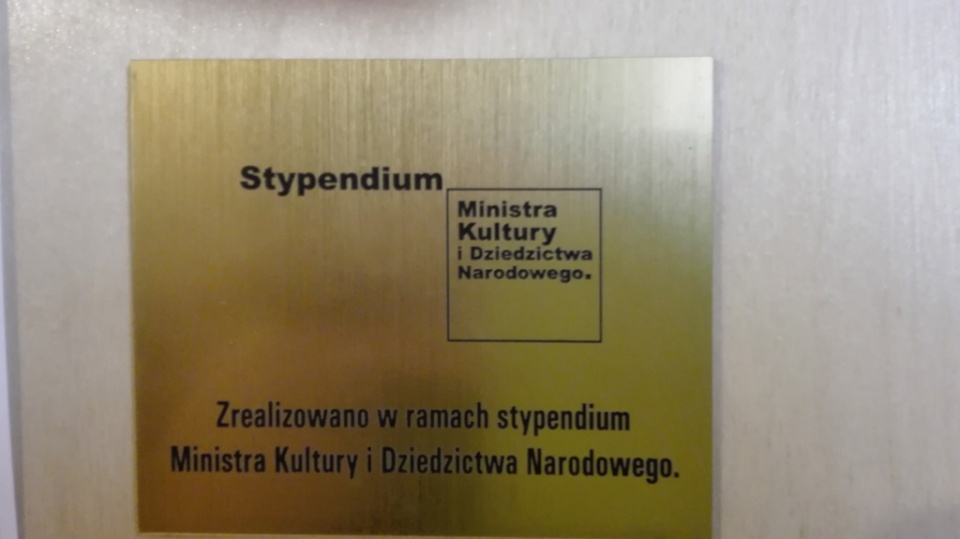 Stypendium
Ministra
Kultury
i Dziedzictwa
Narodowego.
Zrealizowano w ramach stypendium
Ministra Kultury i Dziedzictwa Narodowego.